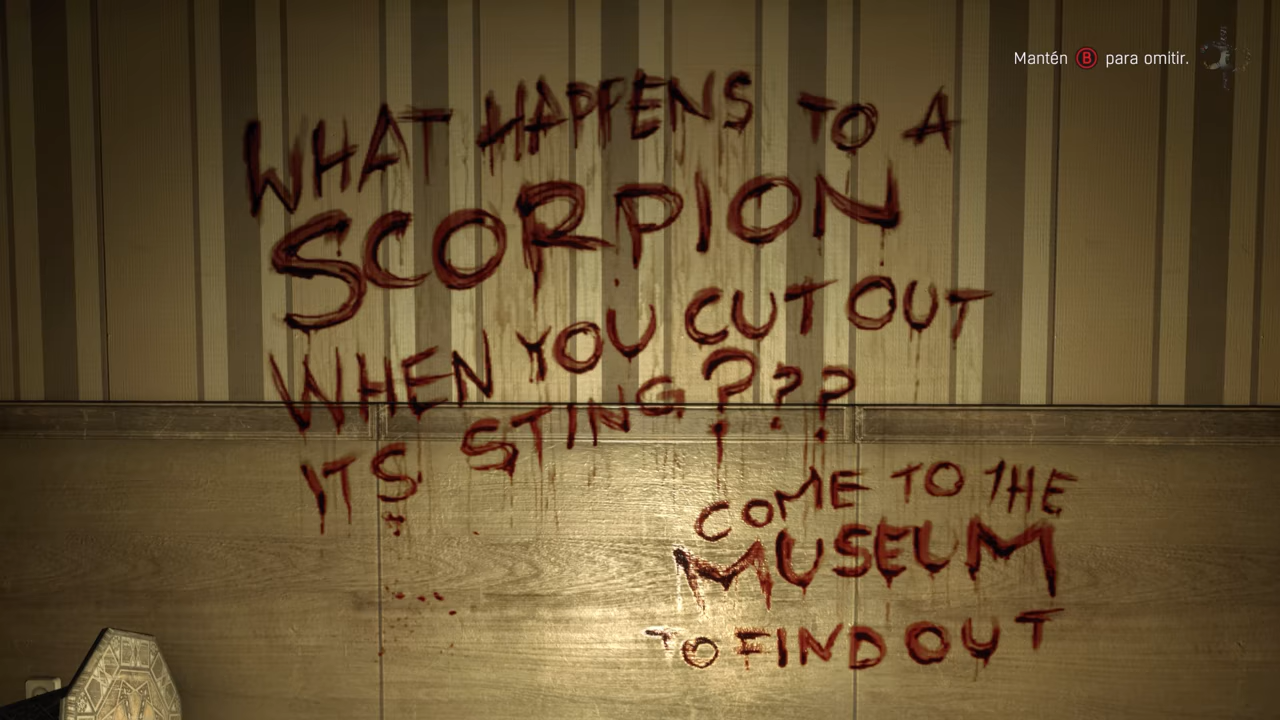 Mantén B para omitir.
WHAT HAPPENS TO A
SCORPION
WHEN YOU CUT OUT
ITS STING???
COME TO THE
MUSEUM
TO FIND OUT